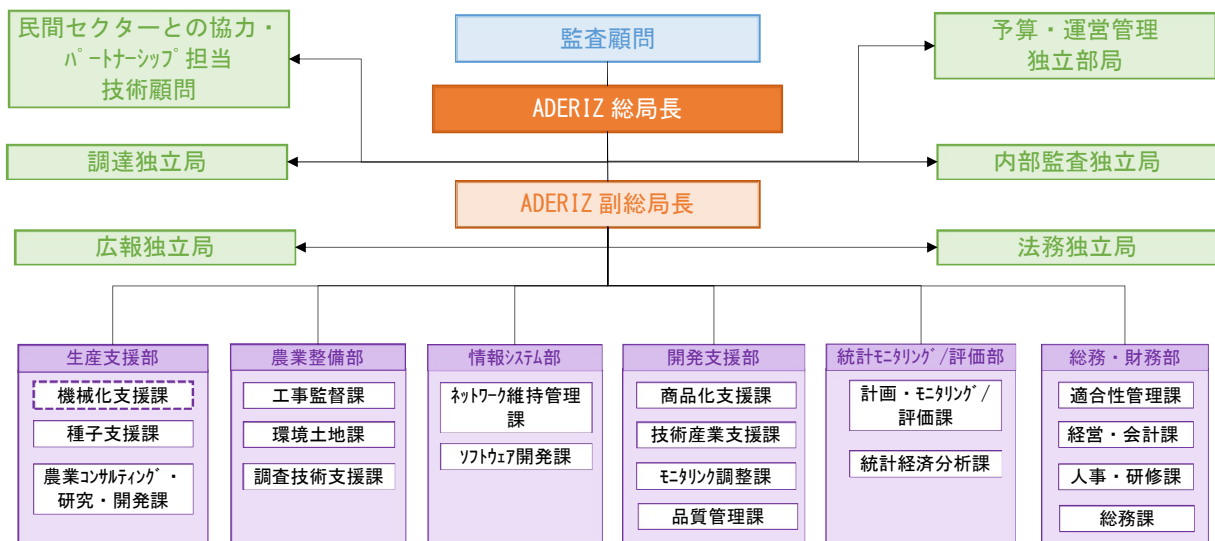 民間セクターとの協力・
ﾊﾟｰﾄﾅｰｼｯﾌﾟ担当
技術顧問
監査顧問
予算・運営管理
独立部局
ADERIZ 総局長
調達独立局
内部監査独立局
ADERIZ 副総局長
広報独立局
法務独立局
生産支援部
機械化支援課
種子支援課
農業ｺﾝｻﾙﾃｨﾝｸﾞ・
研究・開発課
農業整備部
工事監督課
環境土地課
調査技術支援課
情報ｼｽﾃﾑ部
ﾈｯﾄﾜｰｸ維持管理
課
ｿﾌﾄｳｪｱ開発課
開発支援部
商品化支援課
技術産業支援課
ﾓﾆﾀﾘﾝｸ調整課
品質管理課
統計ﾓﾆﾀﾘﾝｸﾞ/評価部
計画・ﾓﾆﾀﾘﾝｸﾞ/
評価課
統計経済分析課
総務・財務部
適合性管理課
経営・会計課
人事・研修課
総務課